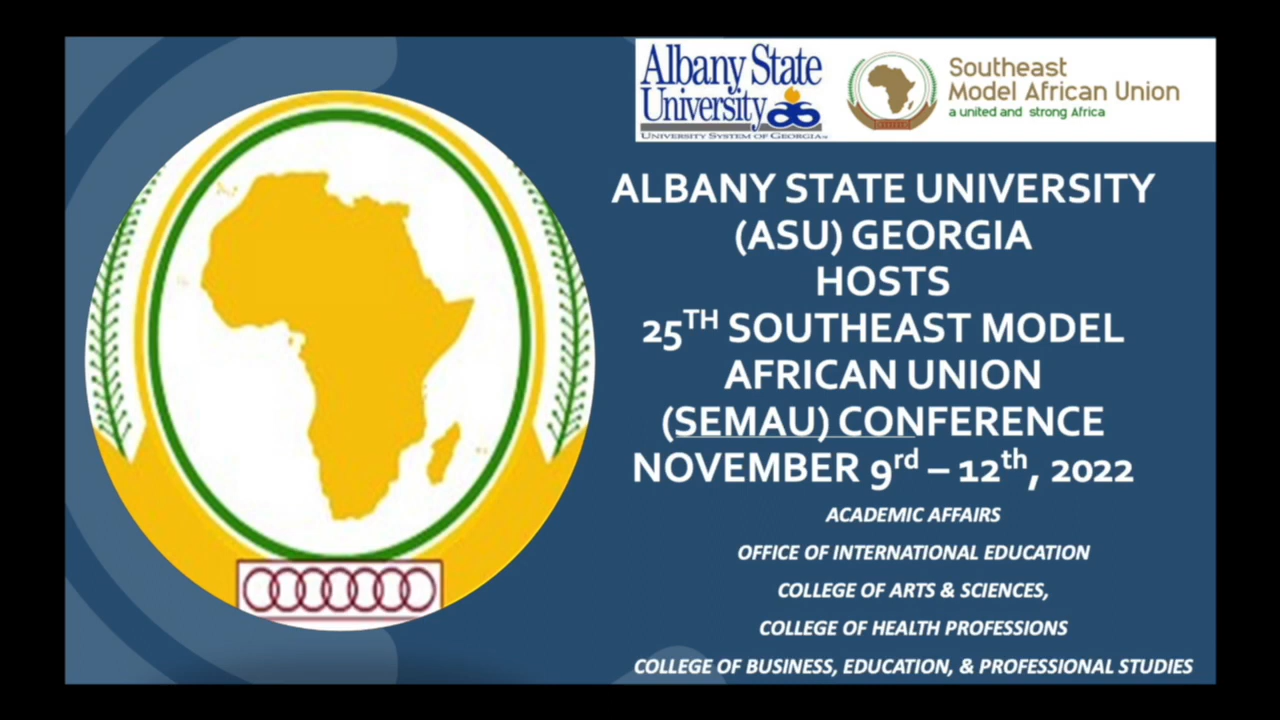 Albany State
University
UNIVERSITY SYSTEM OF GEORGIA
Southeast
Model African Union
a united and strong Africa
ALBANY STATE UNIVERSITY
(ASU) GEORGIA
HOSTS
25TH SOUTHEAST MODEL
AFRICAN UNION
(SEMAU) CONFERENCE
NOVEMBER 9rd – 12th, 2022
ACADEMIC AFFAIRS
OFFICE OF INTERNATIONAL EDUCATION
COLLEGE OF ARTS & SCIENCES,
COLLEGE OF HEALTH PROFESSIONS
COLLEGE OF BUSINESS, EDUCATION, & PROFESSIONAL STUDIES